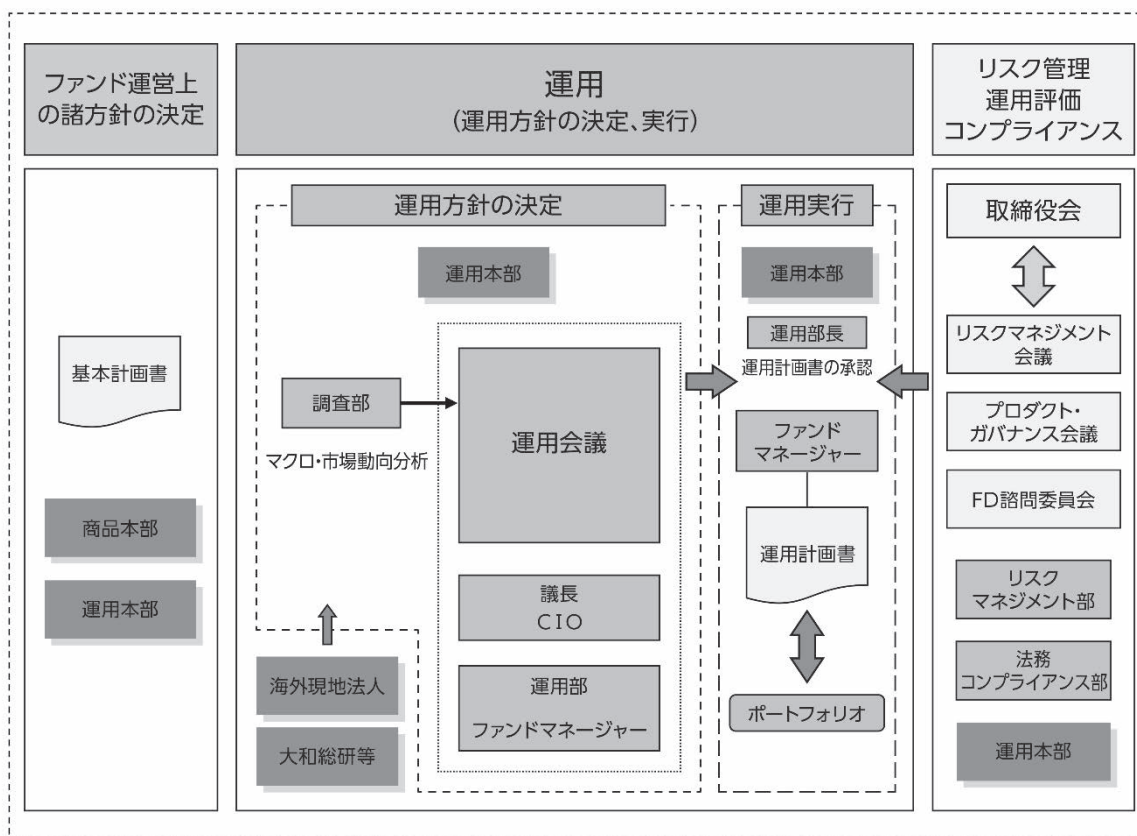 ファンド運営上
の諸方針の決定
基本計画書
商品本部
運用本部
運用
(運用方針の決定、実行)
運用方針の決定
運用本部
調査部
マクロ・市場動向分析
運用会議
議長
CIO
運用部
ファンドマネージャー
海外現地法人
大和総研等
運用実行
運用本部
運用部長
運用計画書の承認
ファンド
マネージャー
運用計画書
ポートフォリオ
リスク管理
運用評価
コンプライアンス
取締役会
リスクマネジメント
会議
プロダクト・
ガバナンス会議
FD諮問委員会
リスク
マネジメント部
法務
コンプライアンス部
運用本部